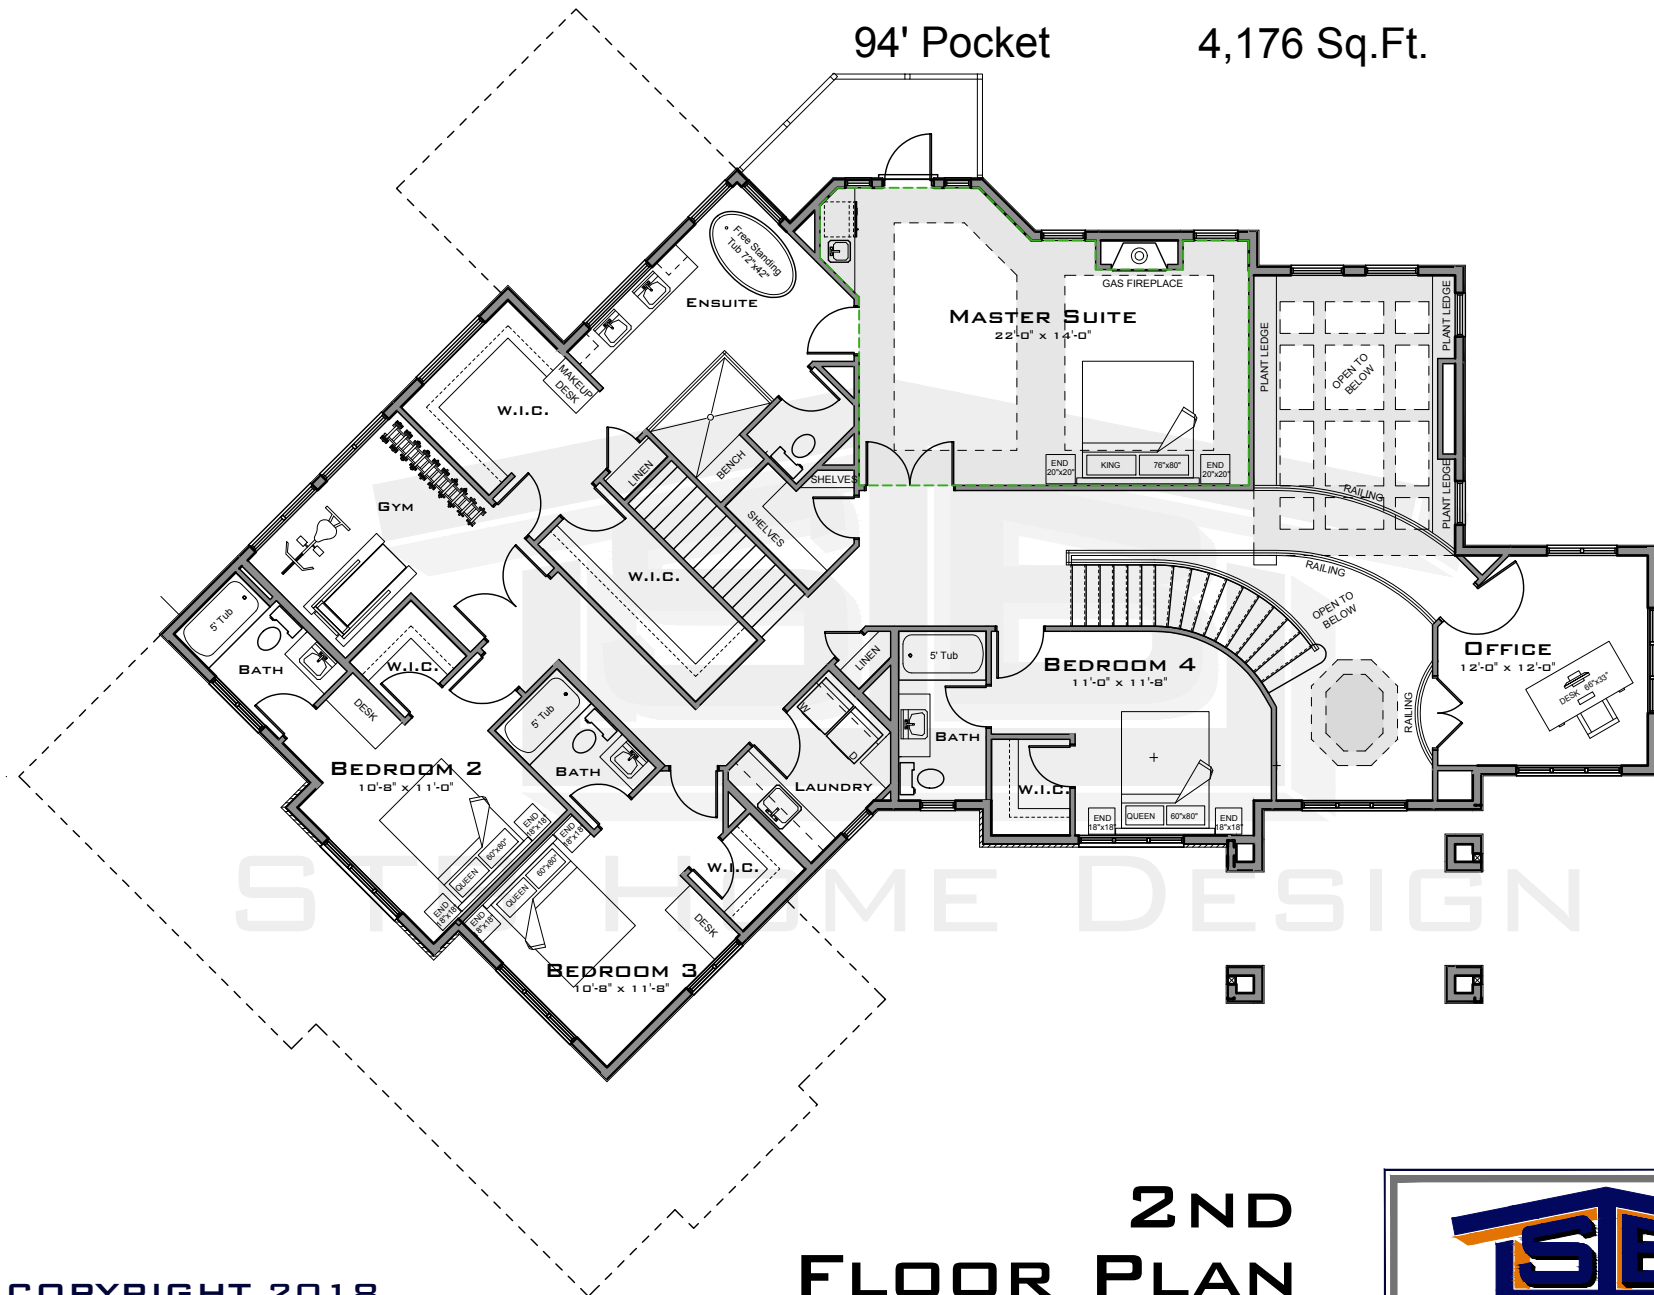 94' Pocket
4,176 Sq.Ft.
Free Standing
Tub 72"x42"
ENSUITE
MAKEUP
DESK
W.I.C.
GYM
LINEN
BENCH
SHELVES
SHELVES
W.I.C.
MASTER SUITE
22'-0" x 14'-0"
GAS FIREPLACE
END
20"x20"
KING
76"x80"
END
20"x20"
PLANT LEDGE
OPEN TO
BELOW
PLANT LEDGE
PLANT LEDGE
RAILING
RAILING
OPEN TO
BELOW
RAILING
OFFICE
12'-0" x 12'-0"
DESK 66"x33"
5' Tub
BATH
W.I.C.
DESK
BEDROOM 2
10'-8" x 11'-0"
END
18"x18"
QUEEN
60"x80"
END
18"x18"
5' Tub
BATH
LINEN
W
D
LAUNDRY
5' Tub
BATH
BEDROOM 4
11'-0" x 11'-8"
W.I.C.
END
18"x18"
QUEEN
60"x80"
END
18"x18"
END
18"x18"
QUEEN
60"x80"
END
18"x18"
W.I.C.
DESK
BEDROOM 3
10'-8" x 11'-8"
HOME DESIGN
2ND
FLOOR PLAN
COPYRIGHT 2018